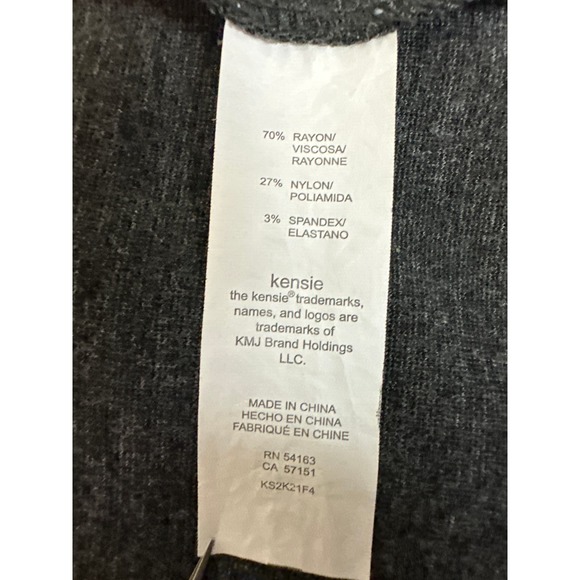 70% RAYON/
VISCOSA/
RAYONNE
27% NYLON/
POLIAMIDA
3% SPANDEX/
ELASTANO
kensie
the kensie® trademarks,
names, and logos are
trademarks of
KMJ Brand Holdings
LLC.
MADE IN CHINA
HECHO EN CHINA
FABRIQUÉ EN CHINE
RN 54163
CA 57151
KS2K21F4